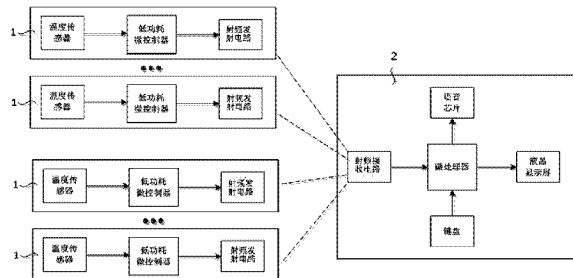 1
温度传
感器
低功耗
微控制器
射频发
射电路
1
温度传
感器
低功耗
微控制器
射频发
射电路
1
温度传
感器
低功耗
微控制器
射频发
射电路
1
温度传
感器
低功耗
微控制器
射频发
射电路
2
语音
芯片
射频接
收电路
微处理器
液晶
显示屏
键盘